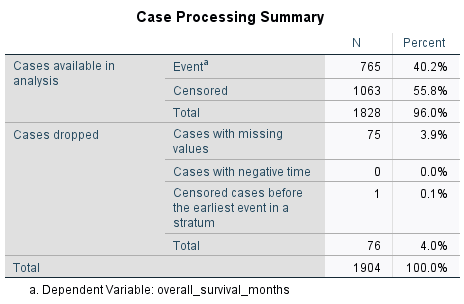 Case Processing Summary
N Percent
Cases available in analysis Eventa 765 40.2%
Censored 1063 55.8%
Total 1828 96.0%
Cases dropped Cases with missing values 75 3.9%
Cases with negative time 0 0.0%
Censored cases before the earliest event in a stratum 1 0.1%
Total 76 4.0%
Total 1904 100.0%
a. Dependent Variable: overall_survival_months